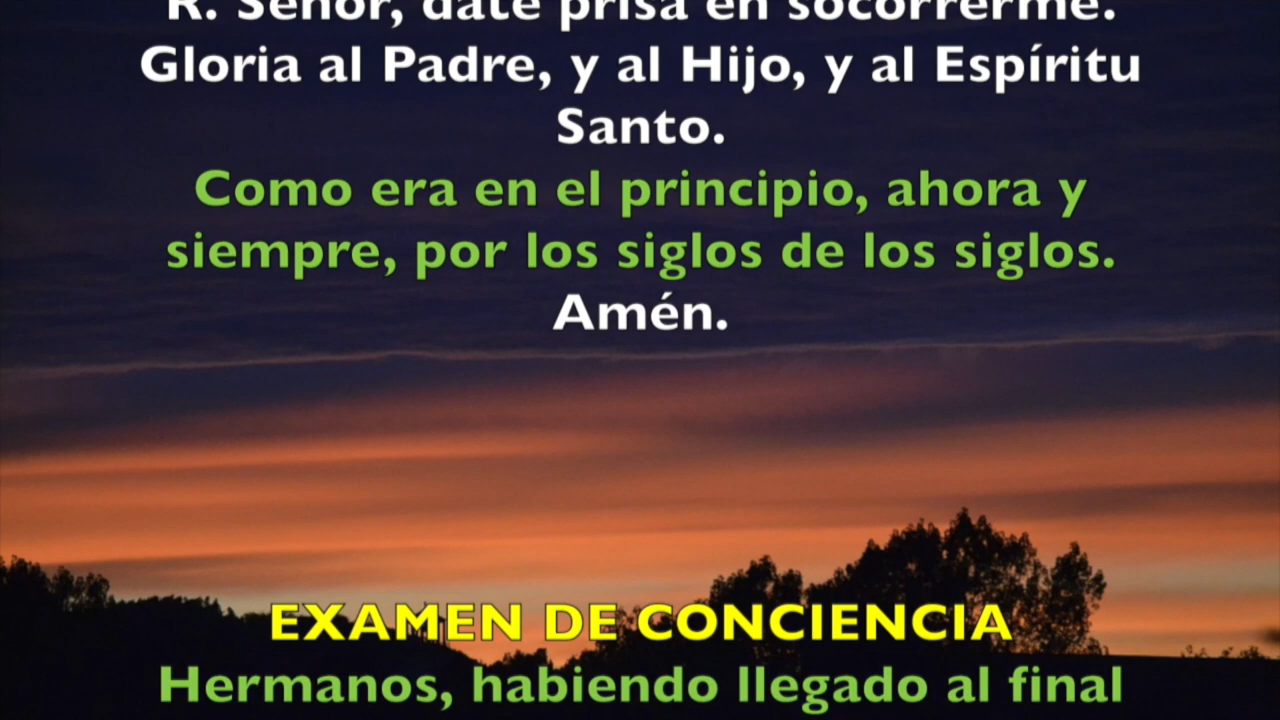 R. Señor, date prisa en socorrerme.
Gloria al Padre, y al Hijo, y al Espíritu
Santo.
Como era en el principio, ahora y
siempre, por los siglos de los siglos.
Amén.
EXAMEN DE CONCIENCIA
Hermanos, habiendo llegado al final